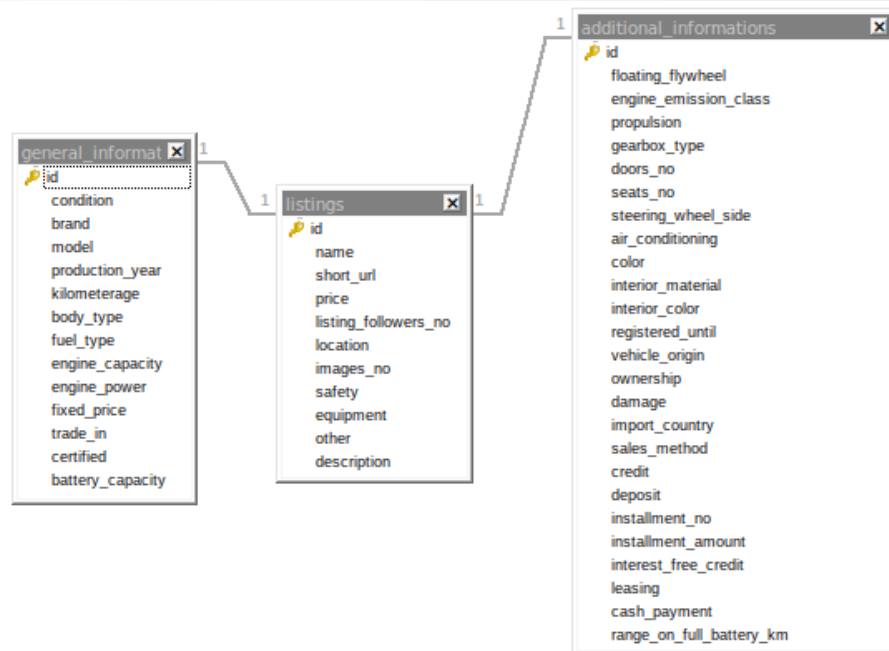 general_informat
id
condition
brand
model
production_year
kilometerage
body_type
fuel_type
engine_capacity
engine_power
fixed_price
trade_in
certified
battery_capacity
1
1
listings
id
name
short_url
price
listing_followers_no
location
images_no
safety
equipment
other
description
1
1
additional_informations
id
floating_flywheel
engine_emission_class
propulsion
gearbox_type
doors_no
seats_no
steering_wheel_side
air_conditioning
color
interior_material
interior_color
registered_until
vehicle_origin
ownership
damage
import_country
sales_method
credit
deposit
installment_no
installment_amount
interest_free_credit
leasing
cash_payment
range_on_full_battery_km